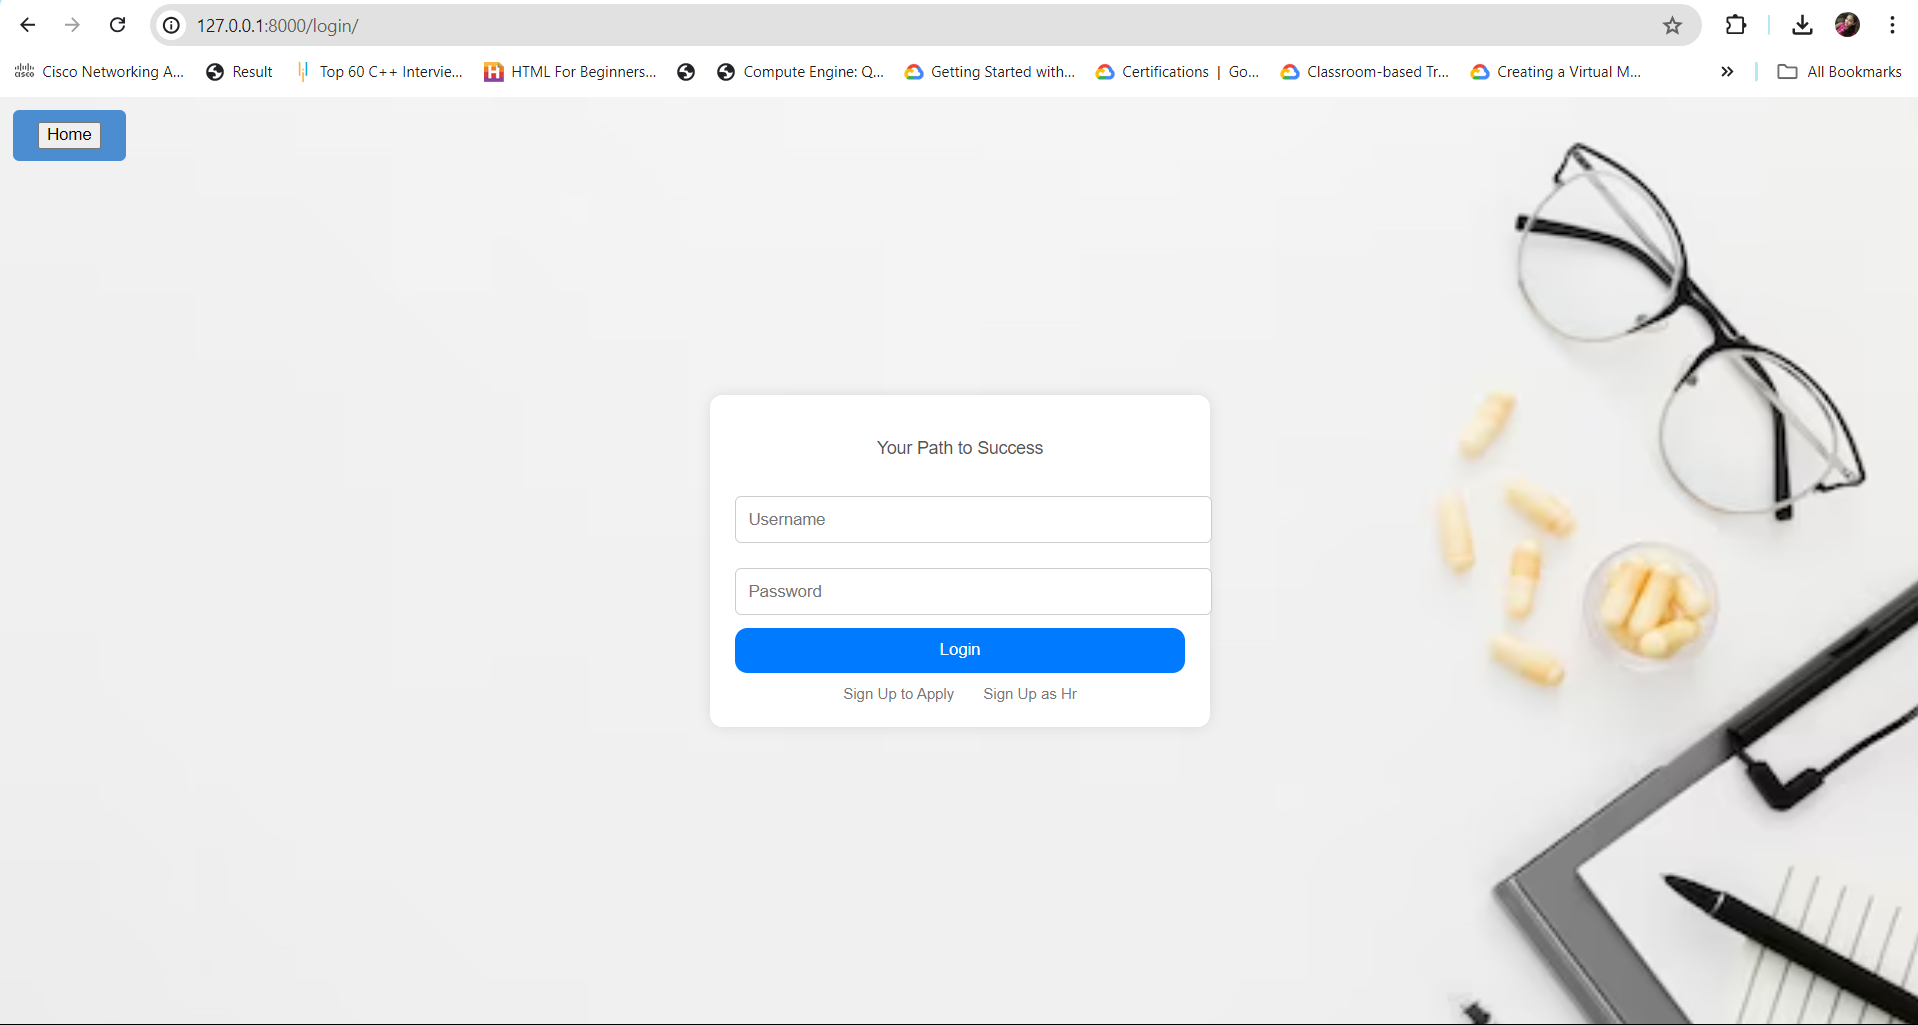 127.0.0.1:8000/login/
Cisco Networking A... Result Top 60 C++ Intervie... HTML For Beginners... Compute Engine: Q... Getting Started with... Certifications | Go... Classroom-based Tr... Creating a Virtual M... » All Bookmarks
Home
Your Path to Success
Username
Password
Login
Sign Up to Apply Sign Up as Hr